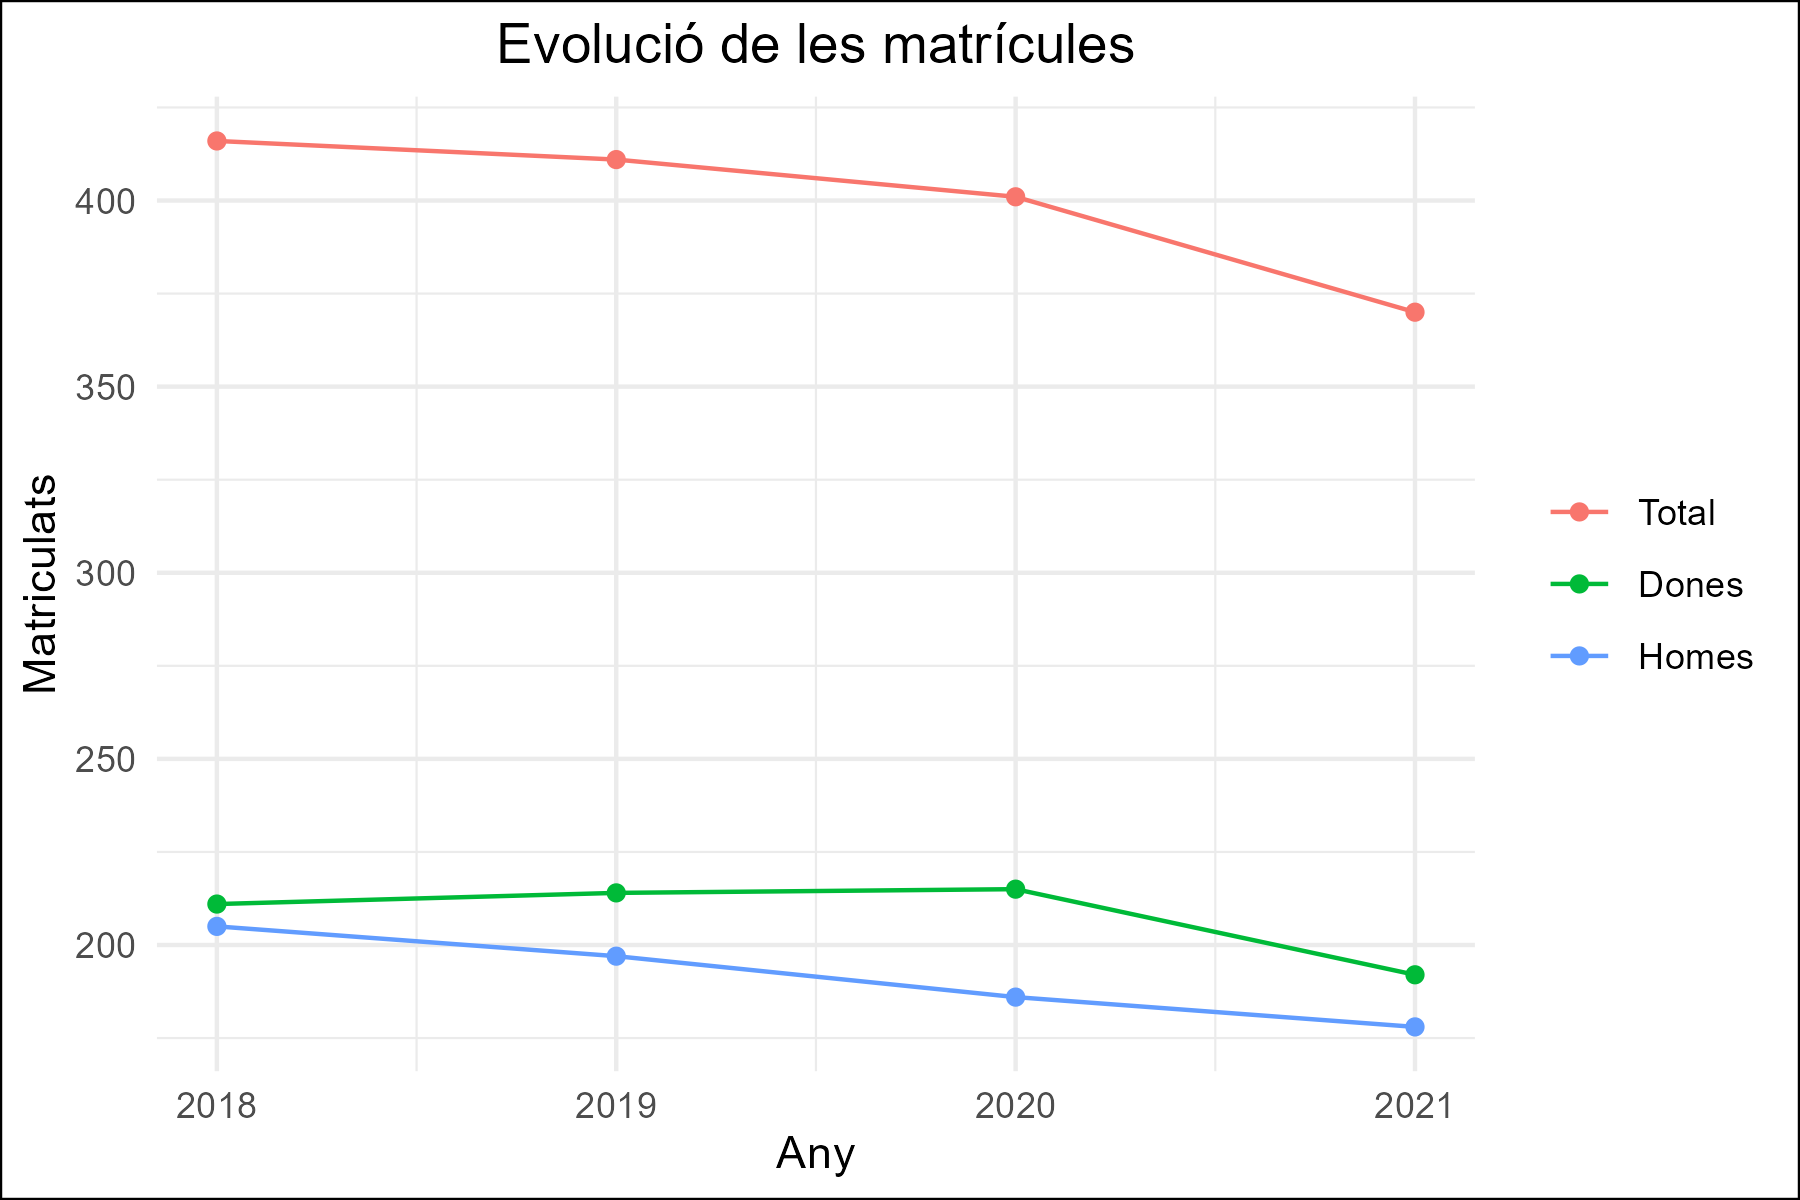 Evolució de les matrícules
400
350
300
250
200
Matriculats
2018 2019 2020 2021
Any
Total
Dones
Homes